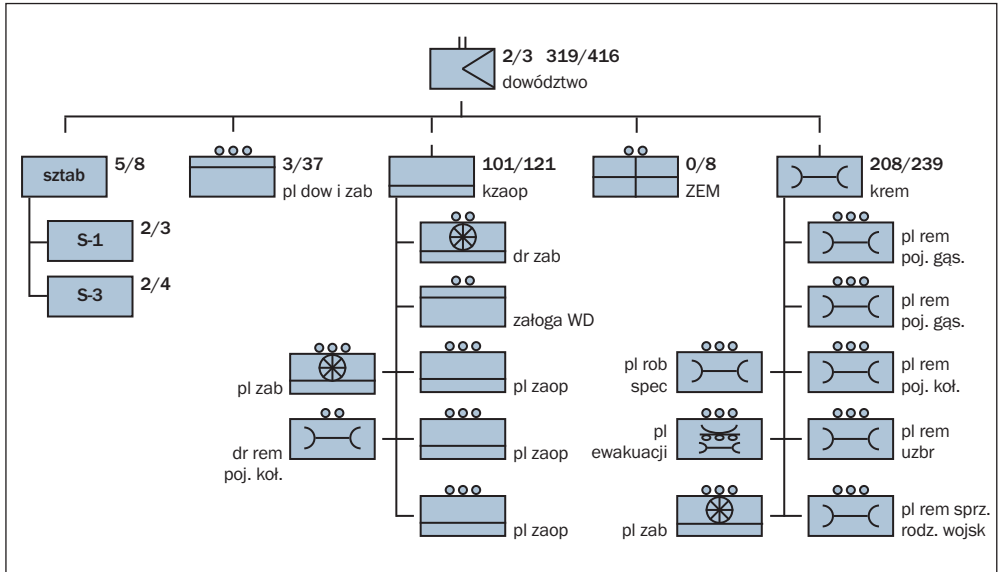 2/3 319/416
dowództwo
sztab
5/8
3/37
pl dow i zab
101/121
kzaop
0/8
ZEM
208/239
krem
S-1
2/3
S-3
2/4
dr zab
załoga WD
pl zab
pl zaop
dr rem
poj. koł.
pl zaop
pl zaop
pl rem
poj. gąs.
pl rem
poj. gąs.
pl rob
spec
pl rem
poj. koł.
pl
ewakuacji
pl rem
uzbr
pl zab
pl rem sprz.
rodz. wojsk